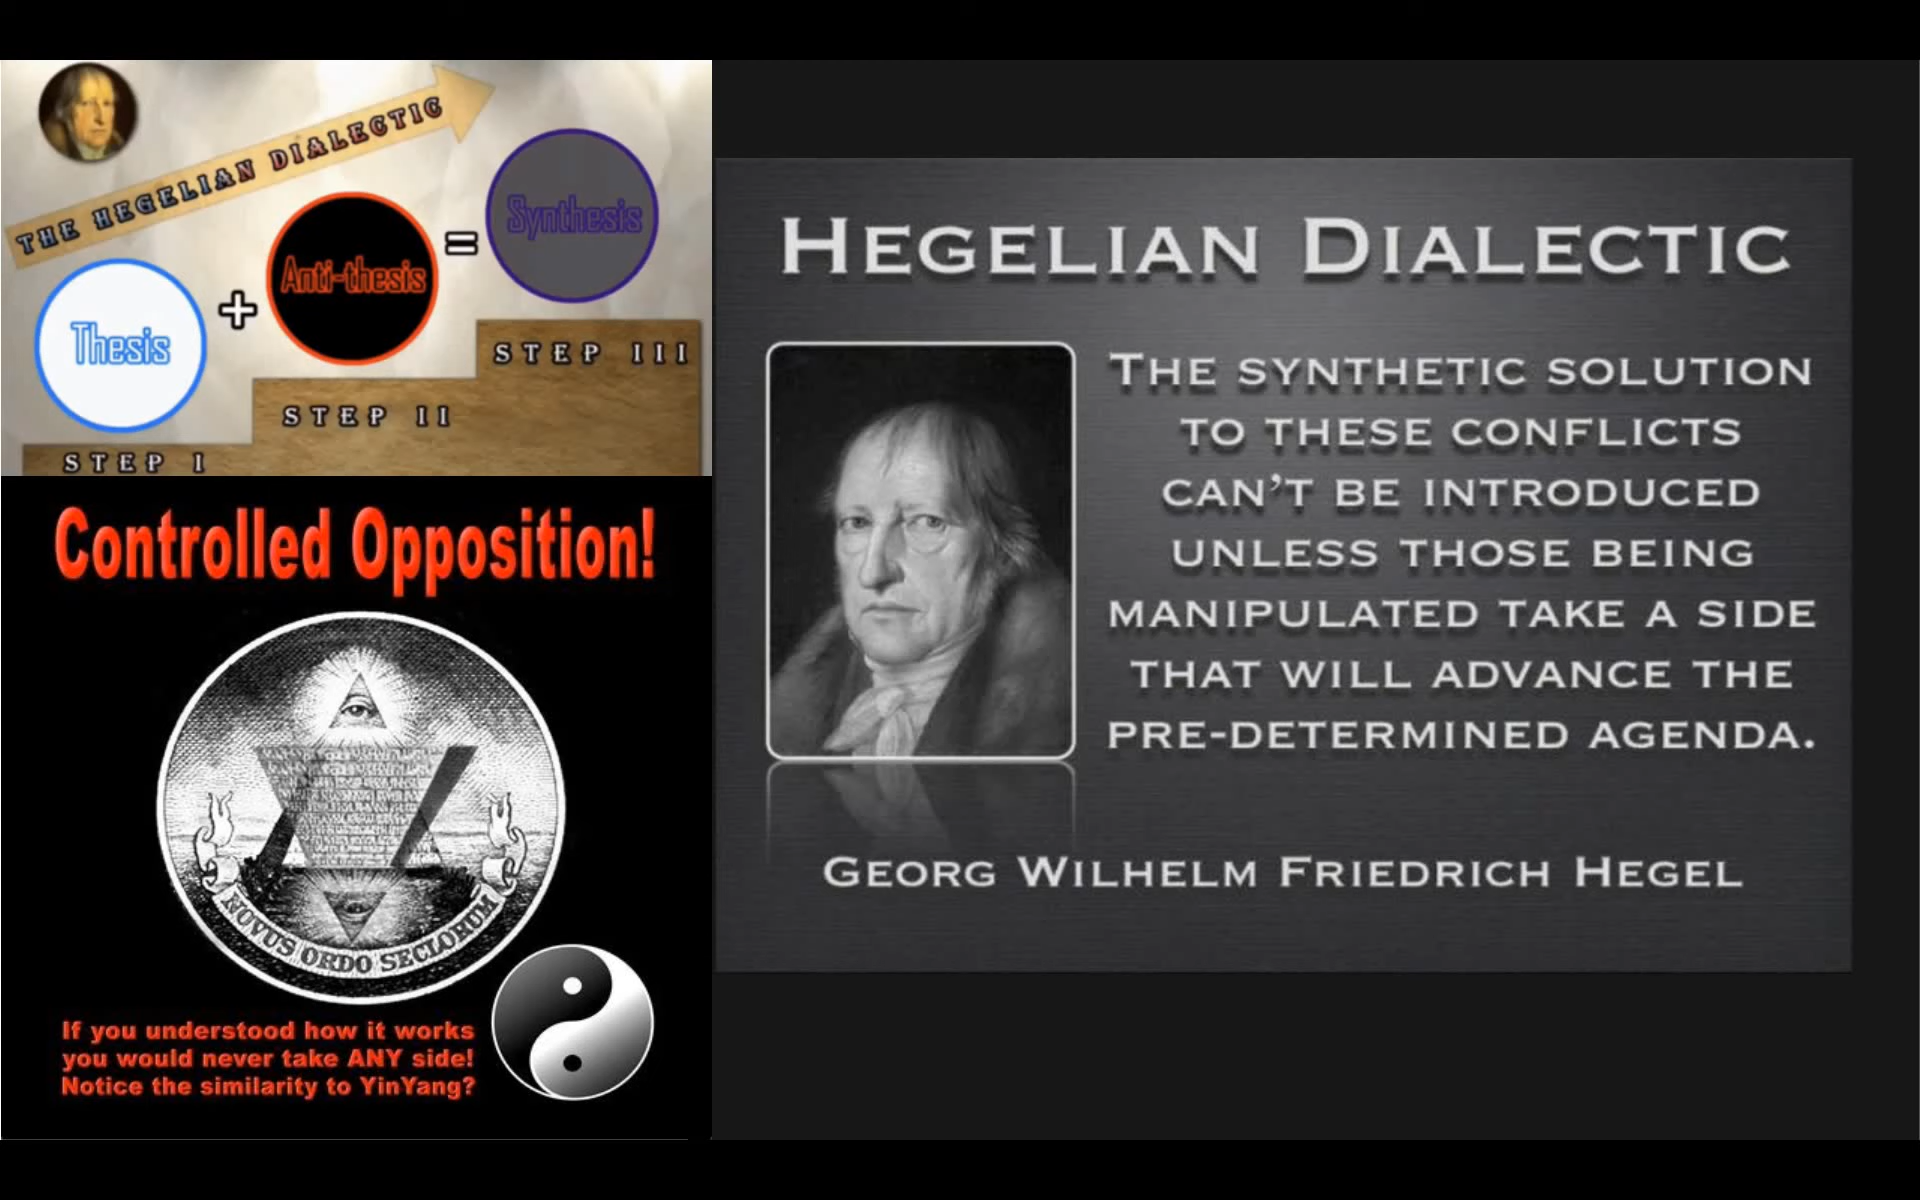 THE HEGELIAN DIALECTIC
Thesis
+
Anti-thesis
=
Synthesis
STEP I
STEP II
STEP III
Controlled Opposition!
NOVUS ORDO SECLORUM
If you understood how it works
you would never take ANY side!
Notice the similarity to YinYang?
HEGELIAN DIALECTIC
THE SYNTHETIC SOLUTION
TO THESE CONFLICTS
CAN'T BE INTRODUCED
UNLESS THOSE BEING
MANIPULATED TAKE A SIDE
THAT WILL ADVANCE THE
PRE-DETERMINED AGENDA.
GEORG WILHELM FRIEDRICH HEGEL